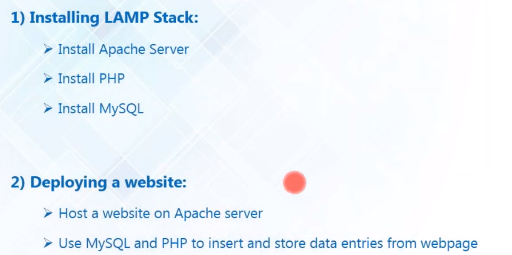 1) Installing LAMP Stack:
➢ Install Apache Server
➢ Install PHP
➢ Install MySQL
2) Deploying a website:
➢ Host a website on Apache server
➢ Use MySQL and PHP to insert and store data entries from webpage